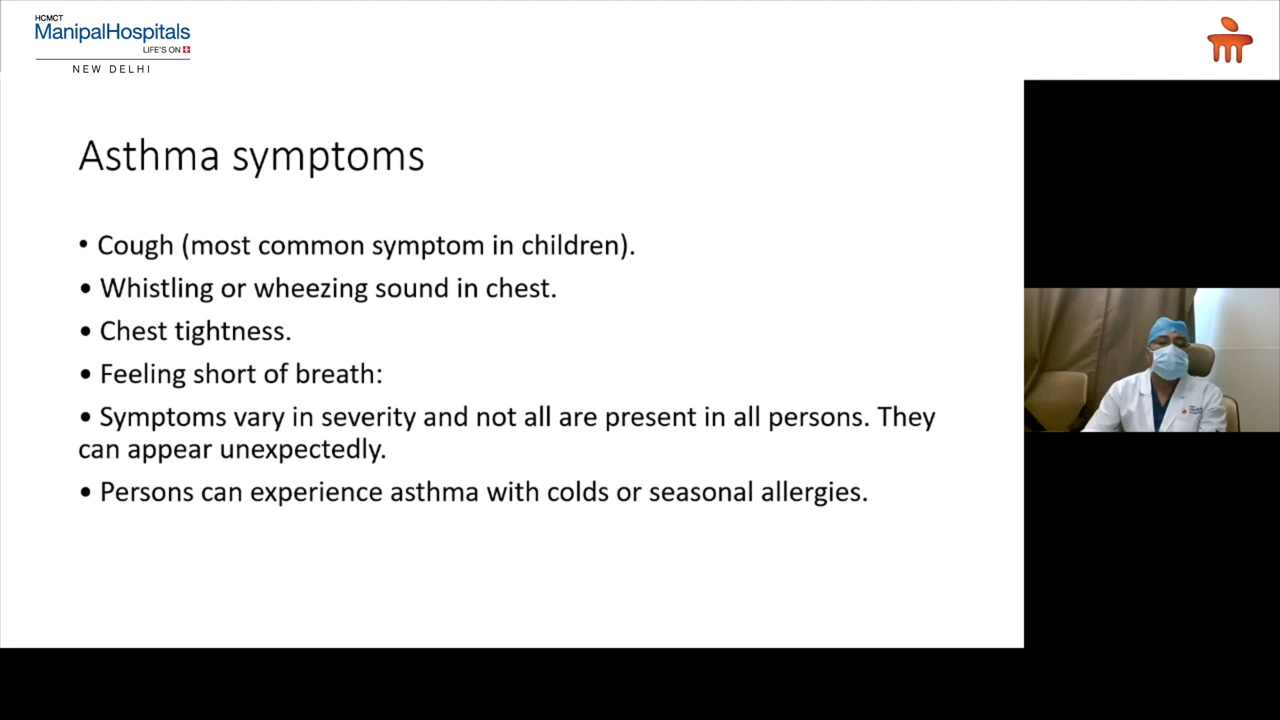 HCMCT
ManipalHospitals
LIFE'S ON
NEW DELHI
Asthma symptoms
• Cough (most common symptom in children).
• Whistling or wheezing sound in chest.
• Chest tightness.
• Feeling short of breath:
• Symptoms vary in severity and not all are present in all persons. They
can appear unexpectedly.
• Persons can experience asthma with colds or seasonal allergies.